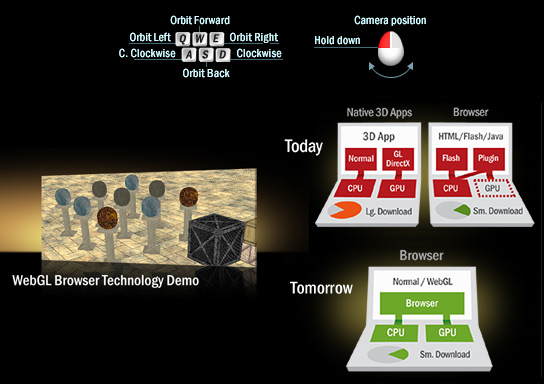 Orbit Forward
Orbit Left Q W E Orbit Right
C. Clockwise A S D Clockwise
Orbit Back
Camera position
Hold down
Native 3D Apps
Browser
Today
3D App
Normal
GL
DirectX
CPU
GPU
Lg. Download
HTML/Flash/Java
Flash
Plugin
CPU
GPU
Sm. Download
WebGL Browser Technology Demo
Tomorrow
Browser
Normal / WebGL
Browser
CPU
GPU
Sm. Download